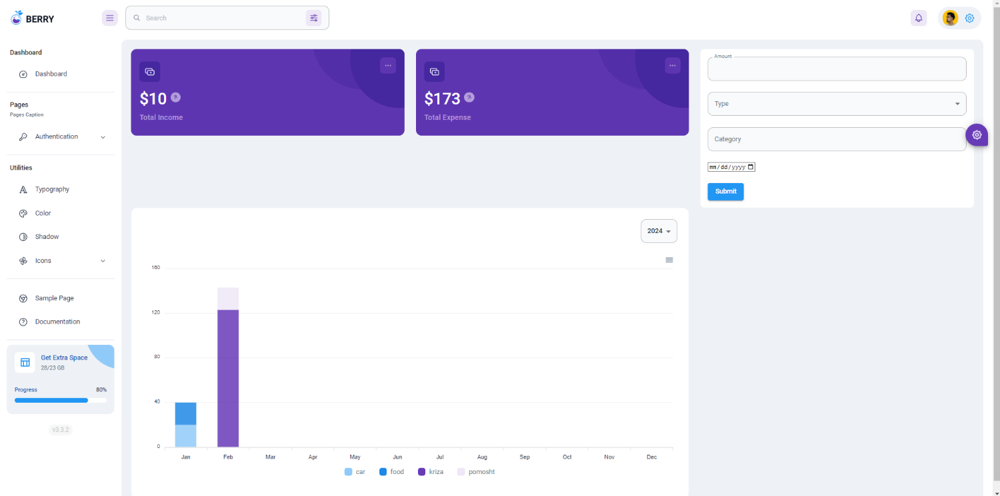 BERRY
Search
Dashboard
Dashboard
Pages
Pages Caption
Authentication
Utilities
Typography
Color
Shadow
Icons
Sample Page
Documentation
Get Extra Space
28/23 GB
Progress 80%
v3.3.2
$10
Total Income
$173
Total Expense
Amount
Type
Category
mm/dd/yyyy
Submit
2024
160
120
80
40
0
Jan Feb Mar Apr May Jun Jul Aug Sep Oct Nov Dec
car food kriza pomosht